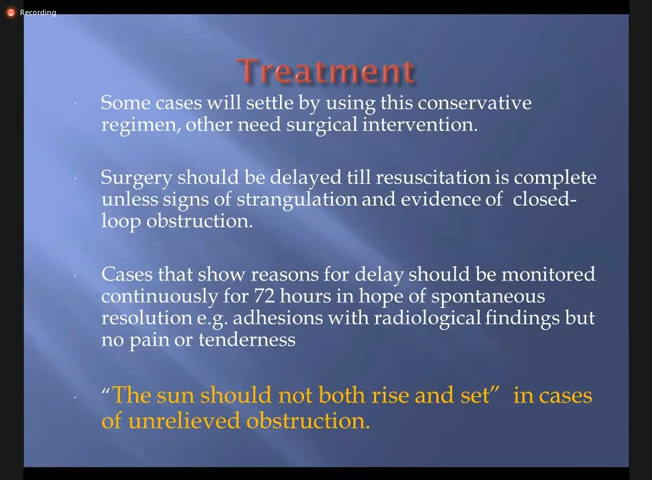 Recording
Treatment
Some cases will settle by using this conservative
regimen, other need surgical intervention.
Surgery should be delayed till resuscitation is complete
unless signs of strangulation and evidence of closed-
loop obstruction.
Cases that show reasons for delay should be monitored
continuously for 72 hours in hope of spontaneous
resolution e.g. adhesions with radiological findings but
no pain or tenderness
“The sun should not both rise and set” in cases
of unrelieved obstruction.